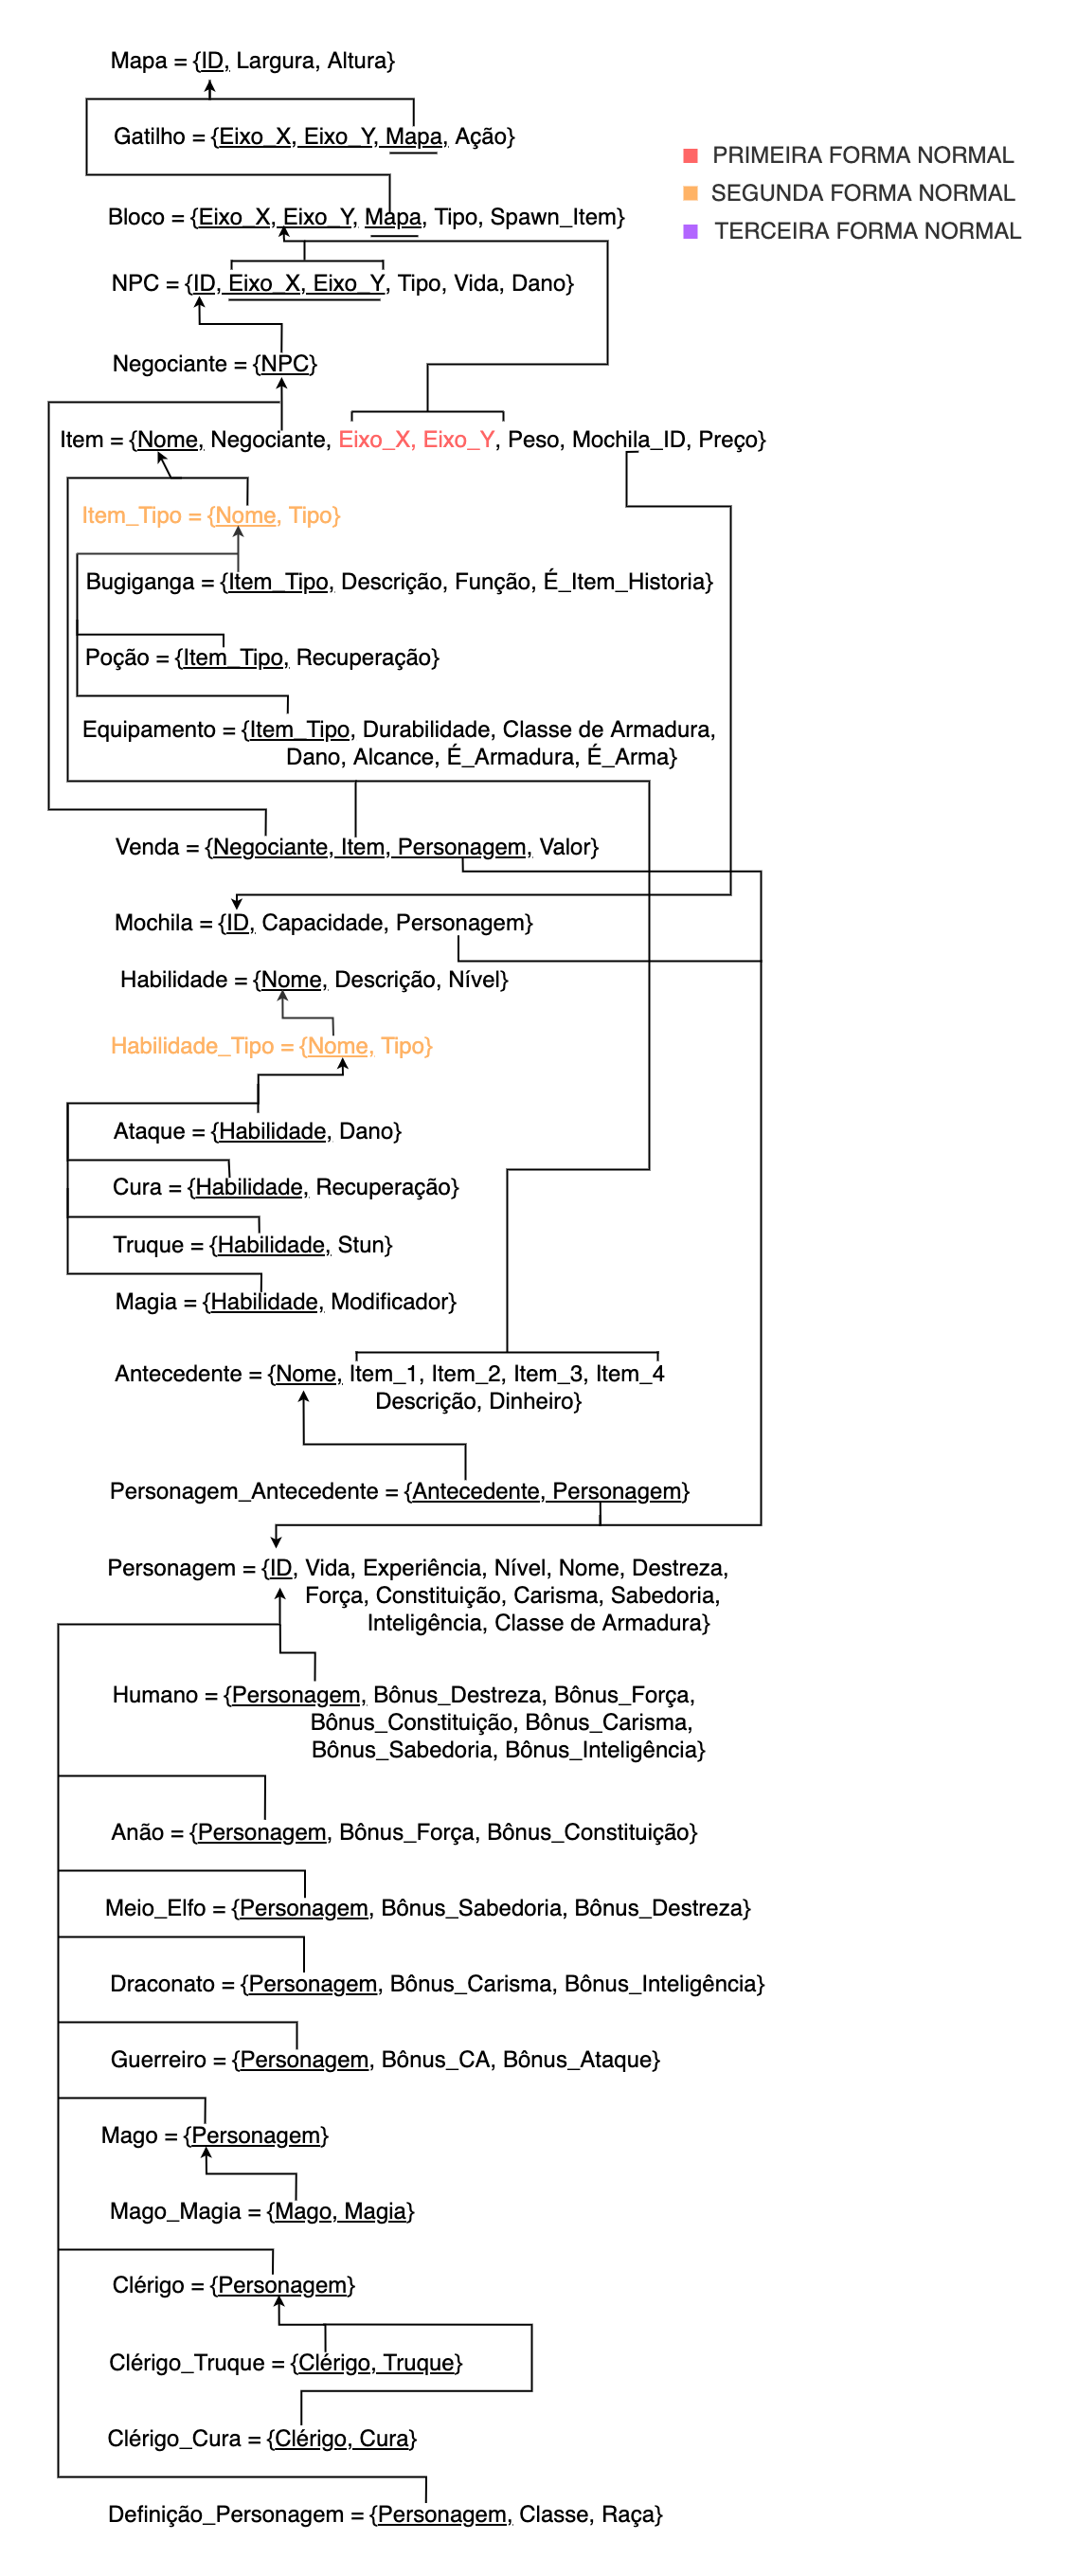 Mapa = {ID, Largura, Altura}
Gatilho = {Eixo_X, Eixo_Y, Mapa, Ação}
PRIMEIRA FORMA NORMAL
SEGUNDA FORMA NORMAL
TERCEIRA FORMA NORMAL
Bloco = {Eixo_X, Eixo_Y, Mapa, Tipo, Spawn_Item}
NPC = {ID, Eixo_X, Eixo_Y, Tipo, Vida, Dano}
Negociante = {NPC}
Item = {Nome, Negociante, Eixo_X, Eixo_Y, Peso, Mochila_ID, Preço}
Item_Tipo = {Nome, Tipo}
Bugiganga = {Item_Tipo, Descrição, Função, É_Item_Historia}
Poção = {Item_Tipo, Recuperação}
Equipamento = {Item_Tipo, Durabilidade, Classe de Armadura,
Dano, Alcance, É_Armadura, É_Arma}
Venda = {Negociante, Item, Personagem, Valor}
Mochila = {ID, Capacidade, Personagem}
Habilidade = {Nome, Descrição, Nível}
Habilidade_Tipo = {Nome, Tipo}
Ataque = {Habilidade, Dano}
Cura = {Habilidade, Recuperação}
Truque = {Habilidade, Stun}
Magia = {Habilidade, Modificador}
Antecedente = {Nome, Item_1, Item_2, Item_3, Item_4
Descrição, Dinheiro}
Personagem_Antecedente = {Antecedente, Personagem}
Personagem = {ID, Vida, Experiência, Nível, Nome, Destreza,
Força, Constituição, Carisma, Sabedoria,
Inteligência, Classe de Armadura}
Humano = {Personagem, Bônus_Destreza, Bônus_Força,
Bônus_Constituição, Bônus_Carisma,
Bônus_Sabedoria, Bônus_Inteligência}
Anão = {Personagem, Bônus_Força, Bônus_Constituição}
Meio_Elfo = {Personagem, Bônus_Sabedoria, Bônus_Destreza}
Draconato = {Personagem, Bônus_Carisma, Bônus_Inteligência}
Guerreiro = {Personagem, Bônus_CA, Bônus_Ataque}
Mago = {Personagem}
Mago_Magia = {Mago, Magia}
Clérigo = {Personagem}
Clérigo_Truque = {Clérigo, Truque}
Clérigo_Cura = {Clérigo, Cura}
Definição_Personagem = {Personagem, Classe, Raça}